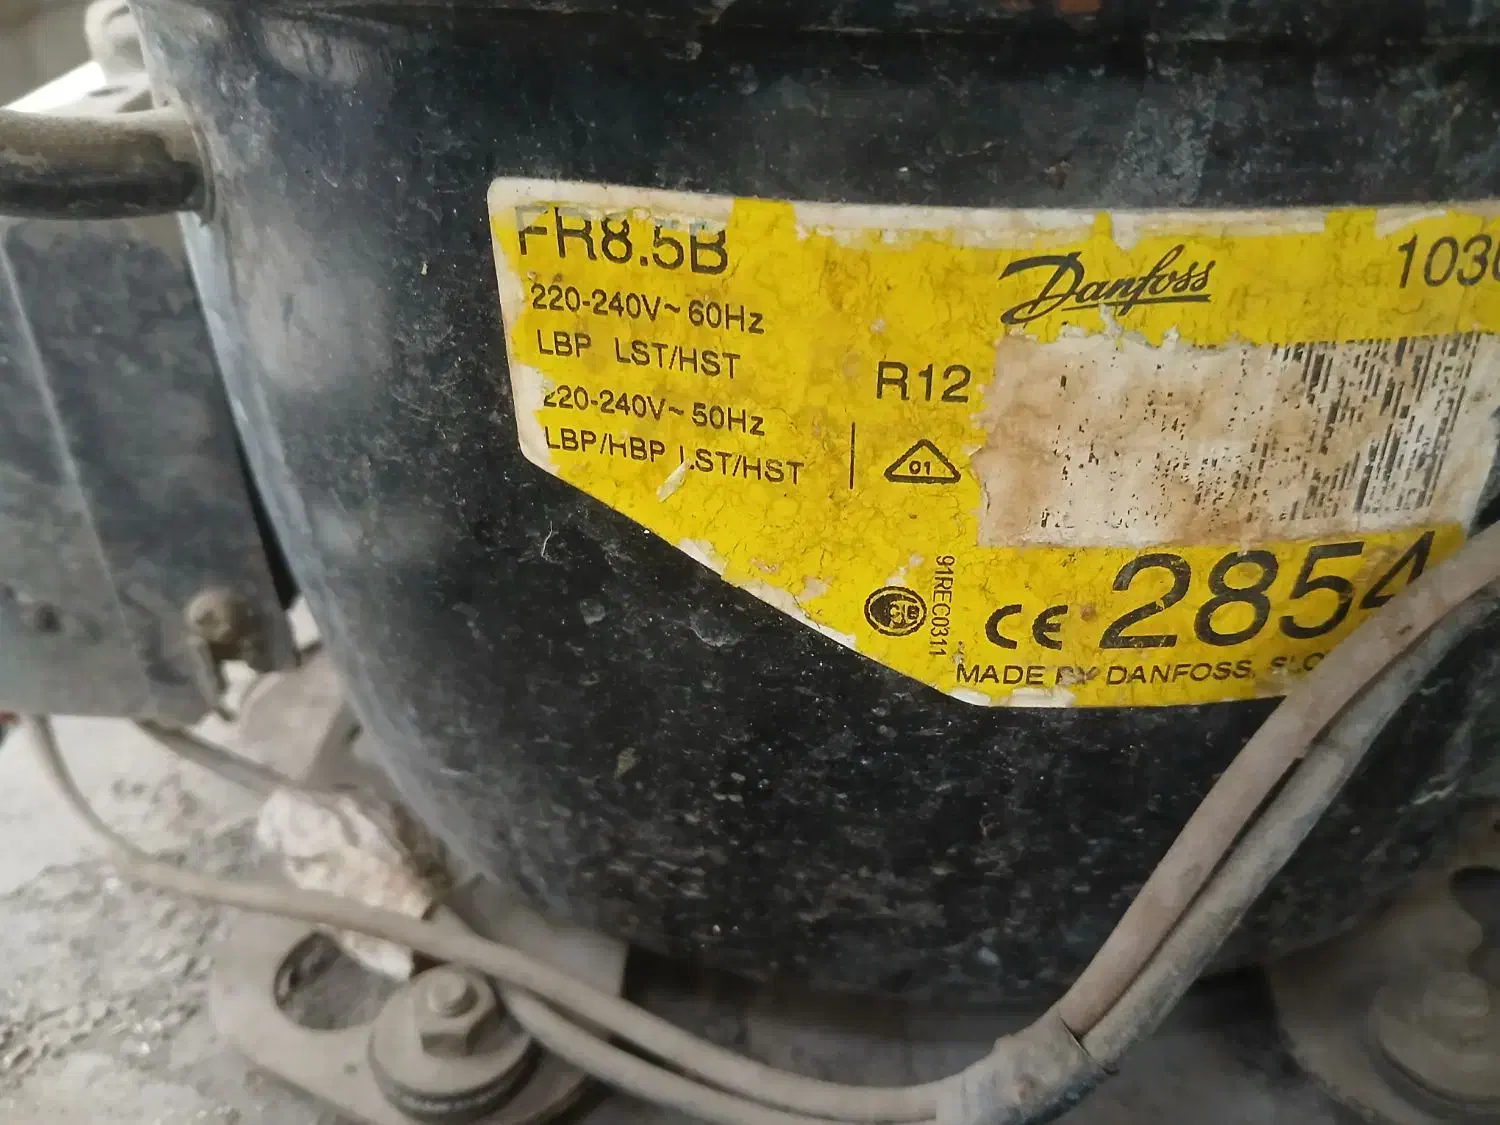 FR8.5B
220-240V~60Hz
LBP LST/HST
220-240V~50Hz
LBP/HBP LST/HST
R12
01
Danfoss
103
91REC0311
CE 2854
MADE BY DANFOSS